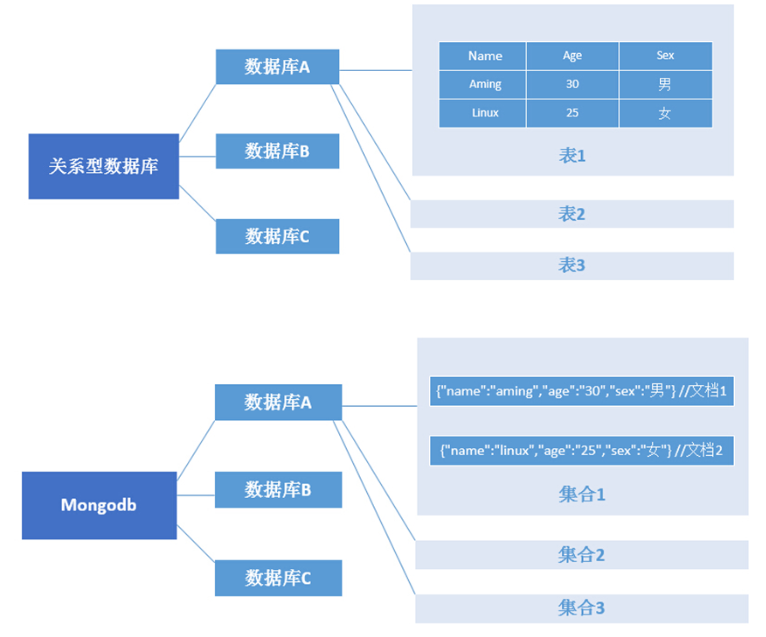 关系型数据库
数据库A
数据库B
数据库C
Name Age Sex
Aming 30 男
Linux 25 女
表1
表2
表3
Mongodb
数据库A
数据库B
数据库C
{"name":"aming","age":"30","sex":"男"} //文档1
{"name":"linux","age":"25","sex":"女"} //文档2
集合1
集合2
集合3